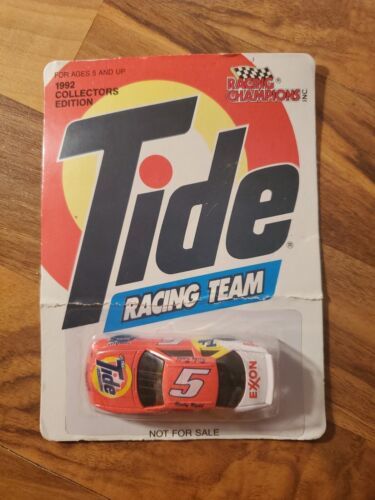 FOR AGES 5 AND UP
1992
COLLECTORS
EDITION
RACING
CHAMPIONS®
INC
Tide®
RACING TEAM
Tide
5
EXXON
NOT FOR SALE